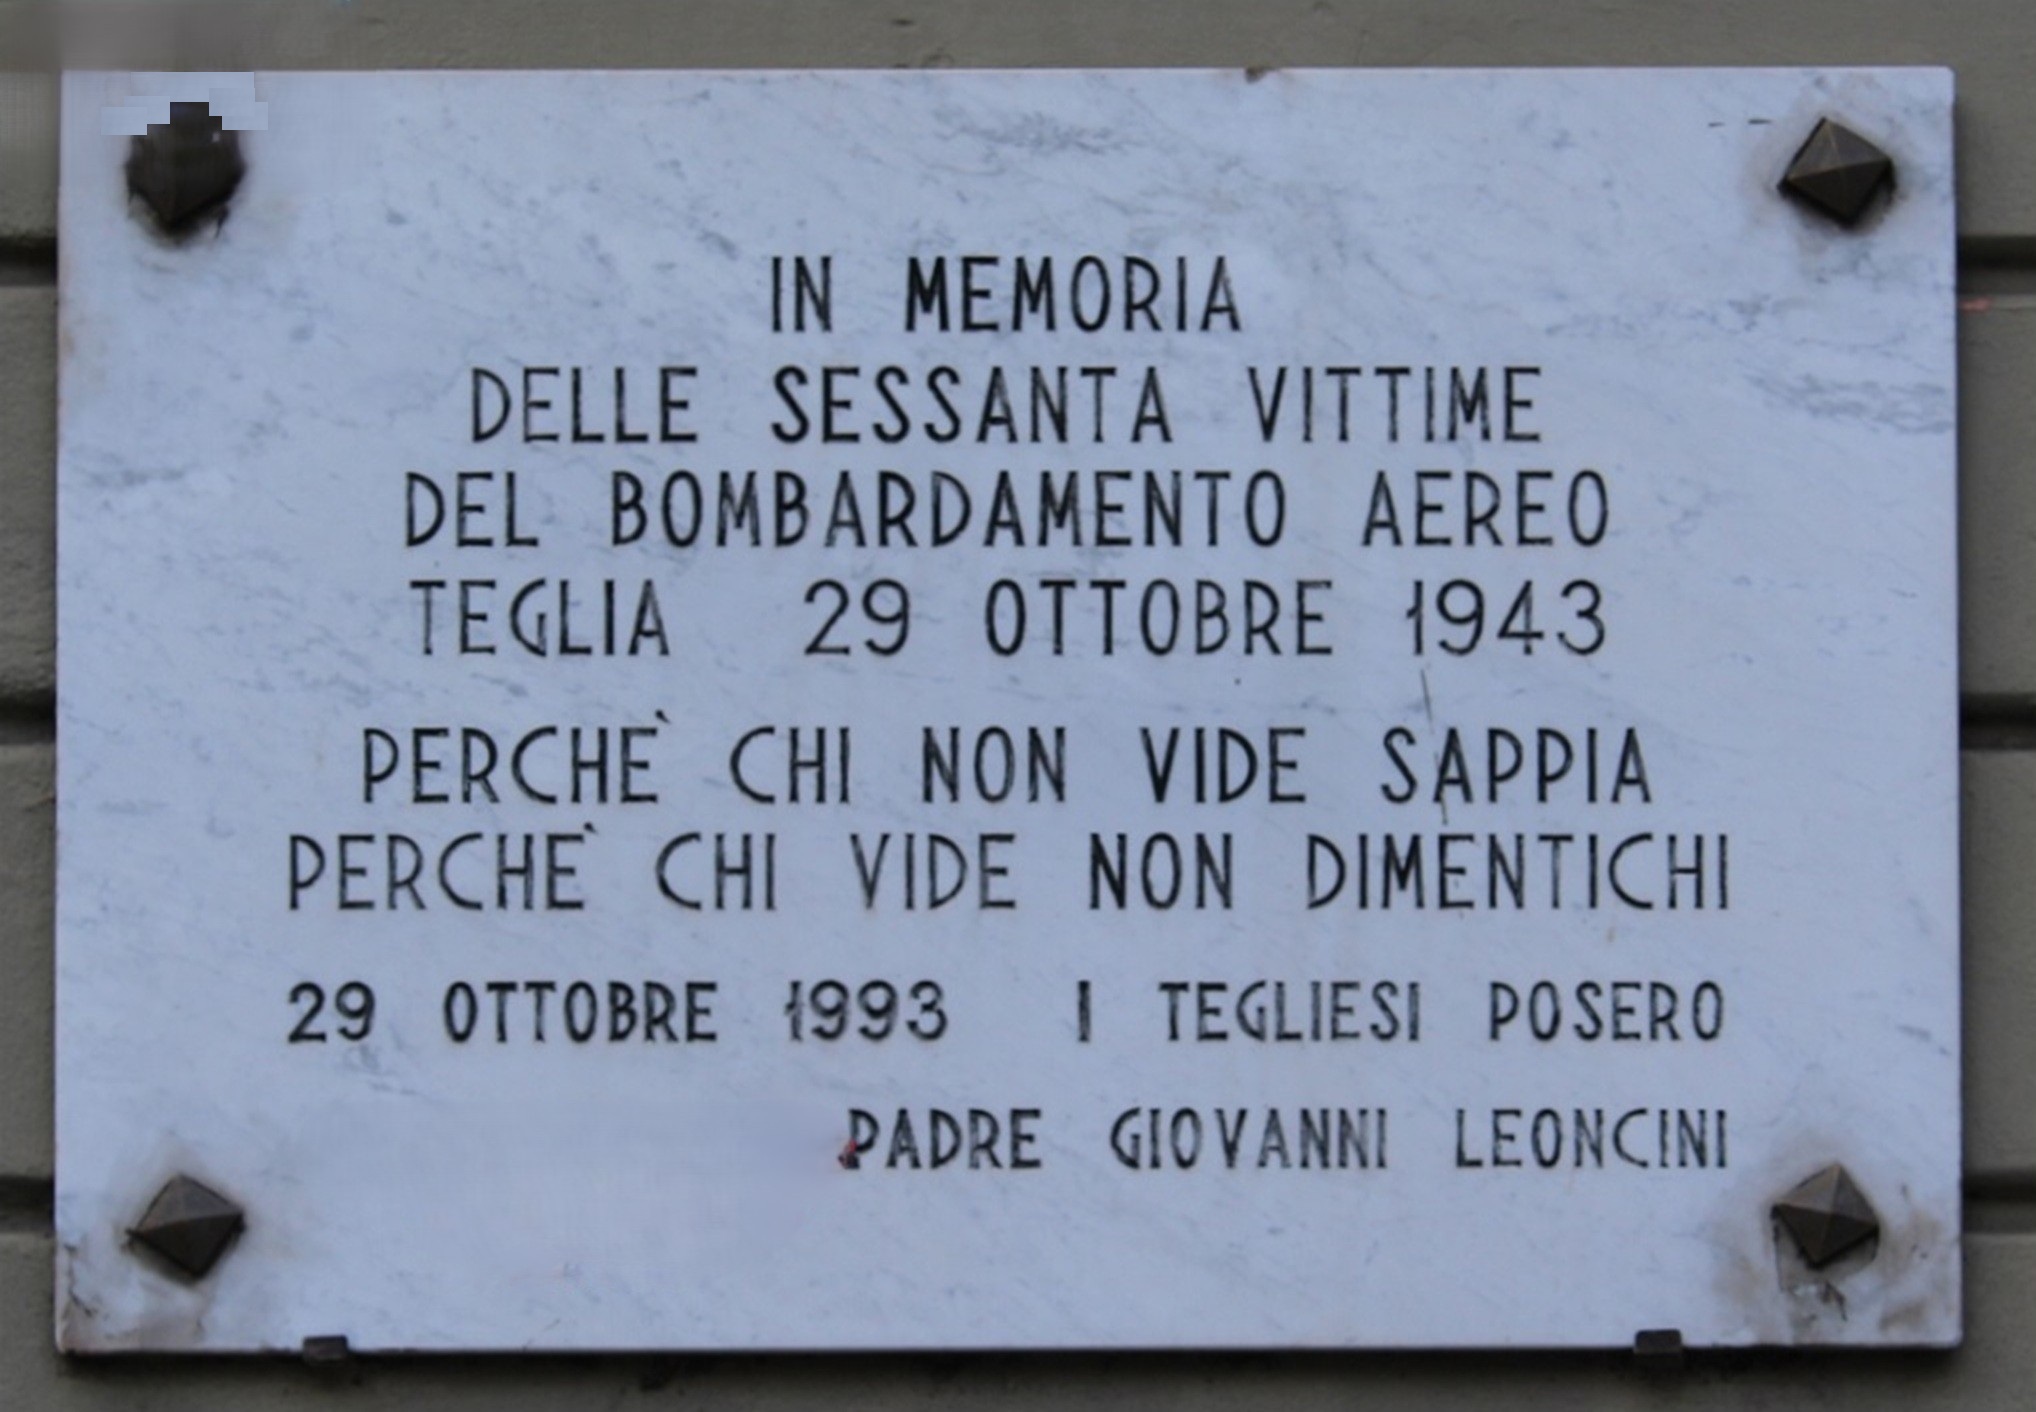 IN MEMORIA
DELLE SESSANTA VITTIME
DEL BOMBARDAMENTO AEREO
TEGLIA 29 OTTOBRE 1943
PERCHÈ CHI NON VIDE SAPPIA
PERCHÈ CHI VIDE NON DIMENTICHI
29 OTTOBRE 1993 I TEGLIESI POSERO
PADRE GIOVANNI LEONCINI